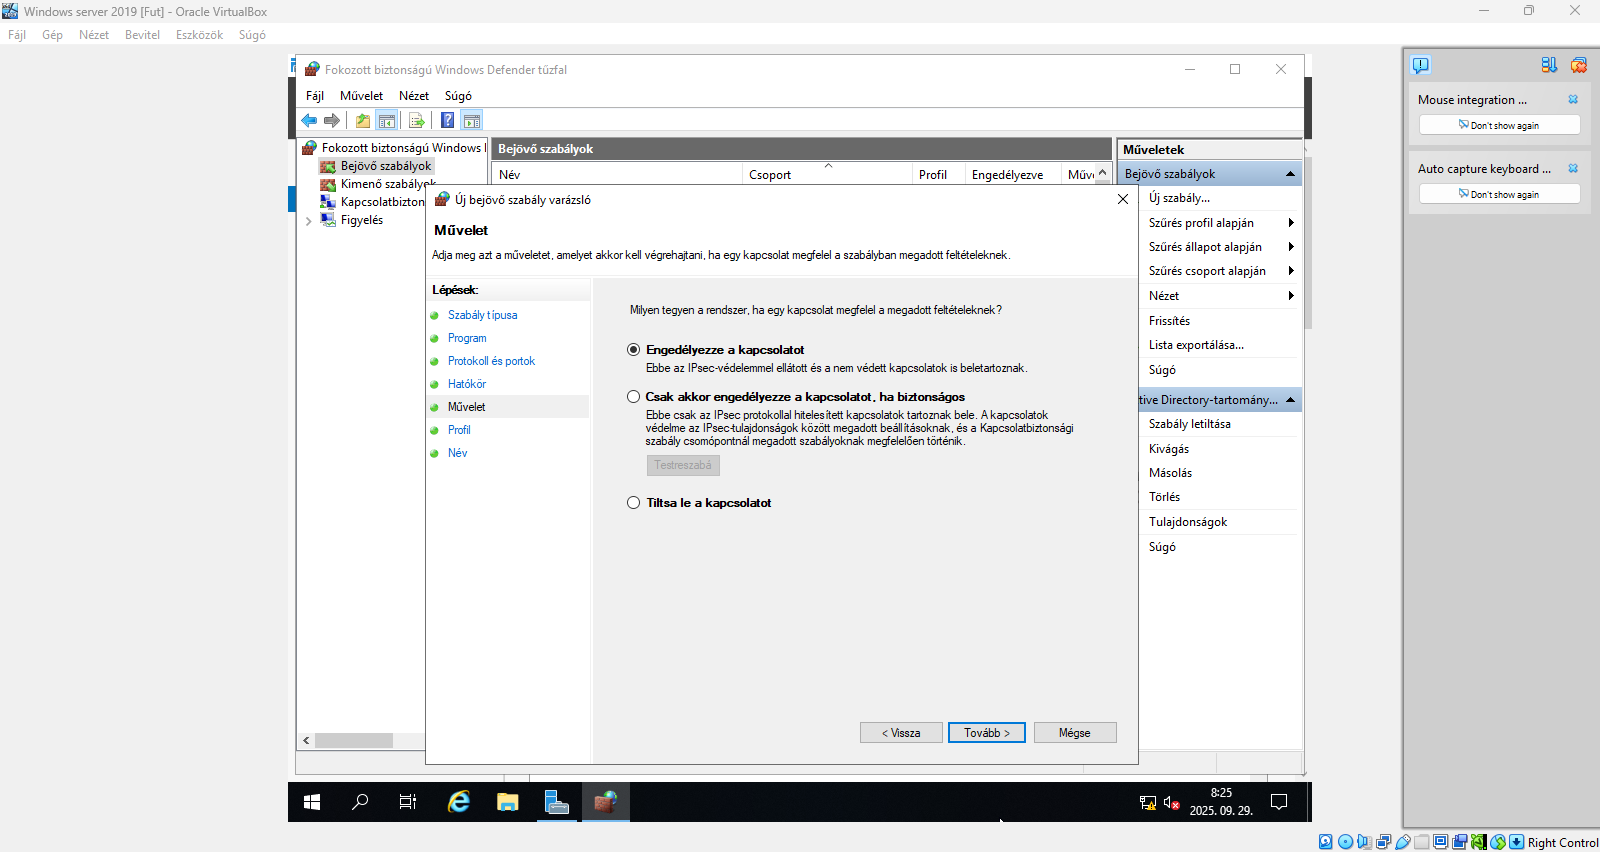 Windows server 2019 [Fut] - Oracle VirtualBox
Fájl Gép Nézet Bevitel Eszközök Súgó
Fokozott biztonságú Windows Defender tűzfal
Fájl Művelet Nézet Súgó
Fokozott biztonságú Windows
Bejövő szabályok
Kimenő szabályok
Kapcsolatbizton
Figyelés
Bejövő szabályok
Név Csoport Profil Engedélyezve Műv
Új bejövő szabály varázsló
Művelet
Adja meg azt a műveletet, amelyet akkor kell végrehajtani, ha egy kapcsolat megfelel a szabályban megadott feltételeknek.
Lépések:
Szabály típusa
Program
Protokoll és portok
Hatókör
Művelet
Profil
Név
Milyen tegyen a rendszer, ha egy kapcsolat megfelel a megadott feltételeknek?
Engedélyezze a kapcsolatot
Ebbe az IPsec-védelemmel ellátott és a nem védett kapcsolatok is beletartoznak.
Csak akkor engedélyezze a kapcsolatot, ha biztonságos
Ebbe csak az IPsec protokollal hitelesített kapcsolatok tartoznak bele. A kapcsolatok
védelme az IPsec-tulajdonságok között megadott beállításoknak, és a Kapcsolatbiztonsági
szabály csomópontnál megadott szabályoknak megfelelően történik.
Testreszabá
Tiltsa le a kapcsolatot
< Vissza Tovább > Mégse
Műveletek
Bejövő szabályok
Új szabály...
Szűrés profil alapján
Szűrés állapot alapján
Szűrés csoport alapján
Nézet
Frissítés
Lista exportálása...
Súgó
tive Directory-tartomány...
Szabály letiltása
Kivágás
Másolás
Törlés
Tulajdonságok
Súgó
Mouse integration ...
Don't show again
Auto capture keyboard ...
Don't show again
8:25
2025. 09. 29.
Right Control